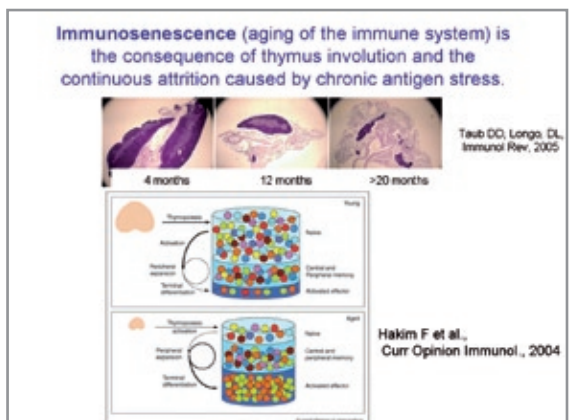 Immunosenescence (aging of the immune system) is
the consequence of thymus involution and the
continuous attrition caused by chronic antigen stress.
Taub DD, Longo, DL,
Immunol Rev, 2005
4 months
12 months
>20 months
Young
Thymopoiesis
Naive
Activation
Peripheral
expansion
Central and
Peripheral memory
Terminal
differentiation
Activated effector
Aged
Thymopoiesis
activation
Naive
Peripheral
expansion
Central and
peripheral memory
Terminal
differentiation
Activated effector
Hakim F et al.,
Curr Opinion Immunol., 2004